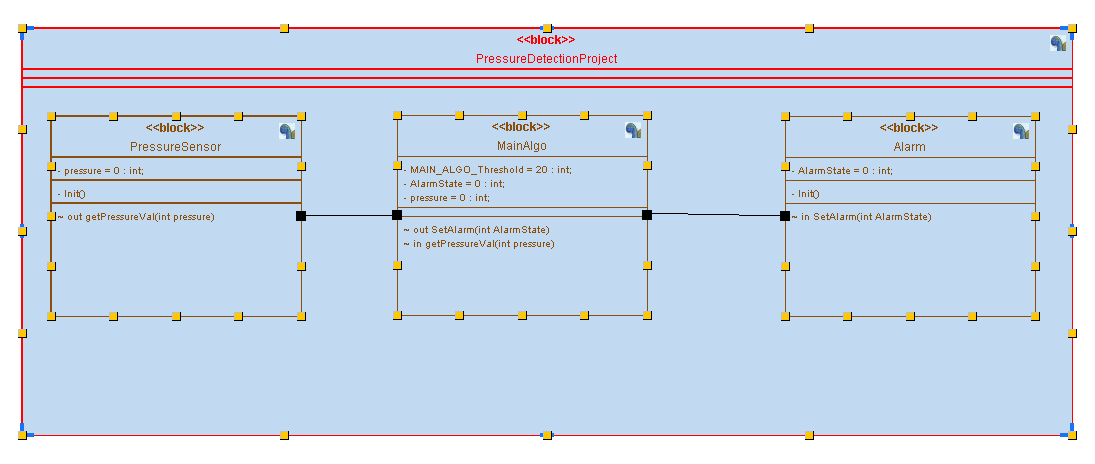 <<block>>
PressureDetectionProject
<<block>>
PressureSensor
- pressure = 0 : int;
- Init()
~ out getPressureVal(int pressure)
<<block>>
MainAlgo
- MAIN_ALGO_Threshold = 20 : int;
- AlarmState = 0 : int;
- pressure = 0 : int;
~ out SetAlarm(int AlarmState)
~ in getPressureVal(int pressure)
<<block>>
Alarm
- AlarmState = 0 : int;
- Init()
~ in SetAlarm(int AlarmState)